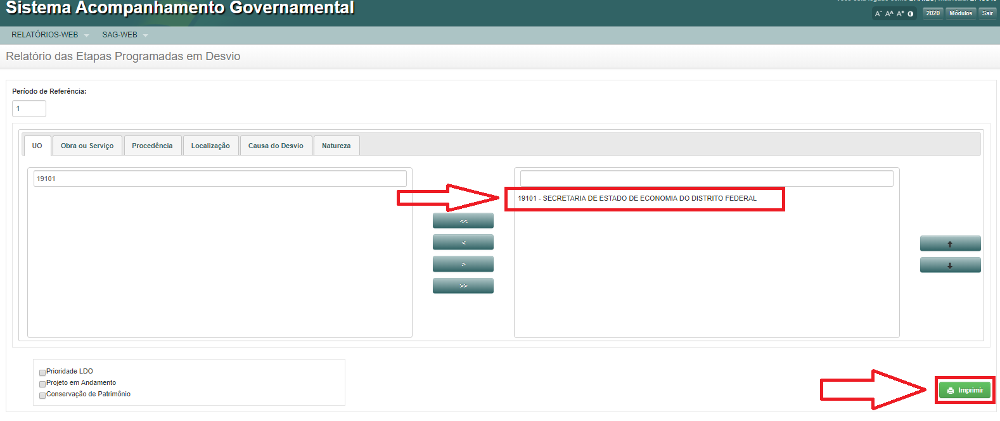 Sistema Acompanhamento Governamental
A⁻ Aᴬ A⁺
2020 Módulos Sair
RELATÓRIOS-WEB SAG-WEB
Relatório das Etapas Programadas em Desvio
Período de Referência:
1
UO Obra ou Serviço Procedência Localização Causa do Desvio Natureza
19101
19101 - SECRETARIA DE ESTADO DE ECONOMIA DO DISTRITO FEDERAL
<<
<
>
>>
Prioridade LDO
Projeto em Andamento
Conservação de Patrimônio
Imprimir